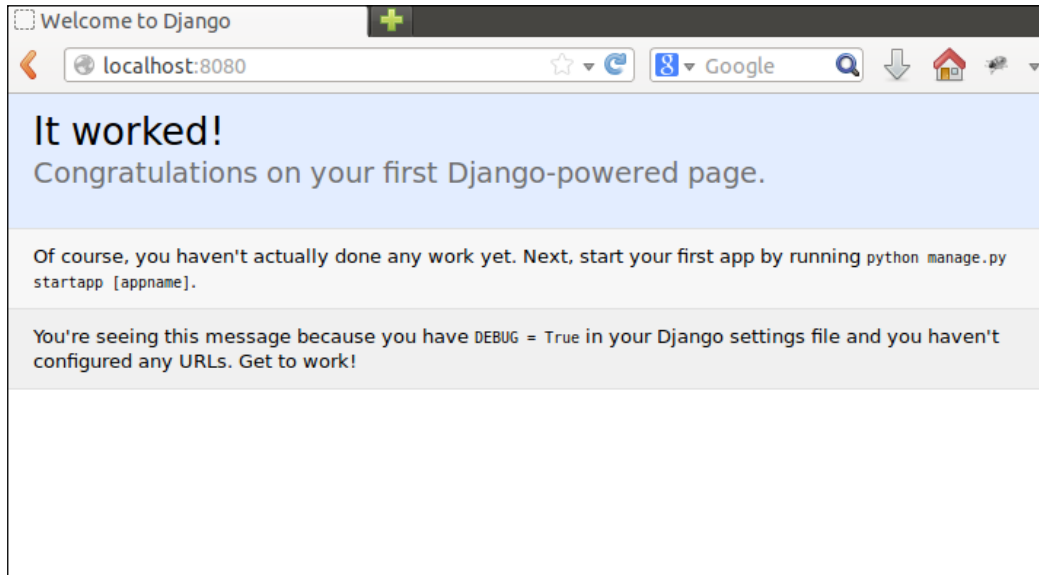 Welcome to Django
localhost:8080
8 Google
It worked!
Congratulations on your first Django-powered page.
Of course, you haven't actually done any work yet. Next, start your first app by running python manage.py
startapp [appname].
You're seeing this message because you have DEBUG = True in your Django settings file and you haven't
configured any URLs. Get to work!